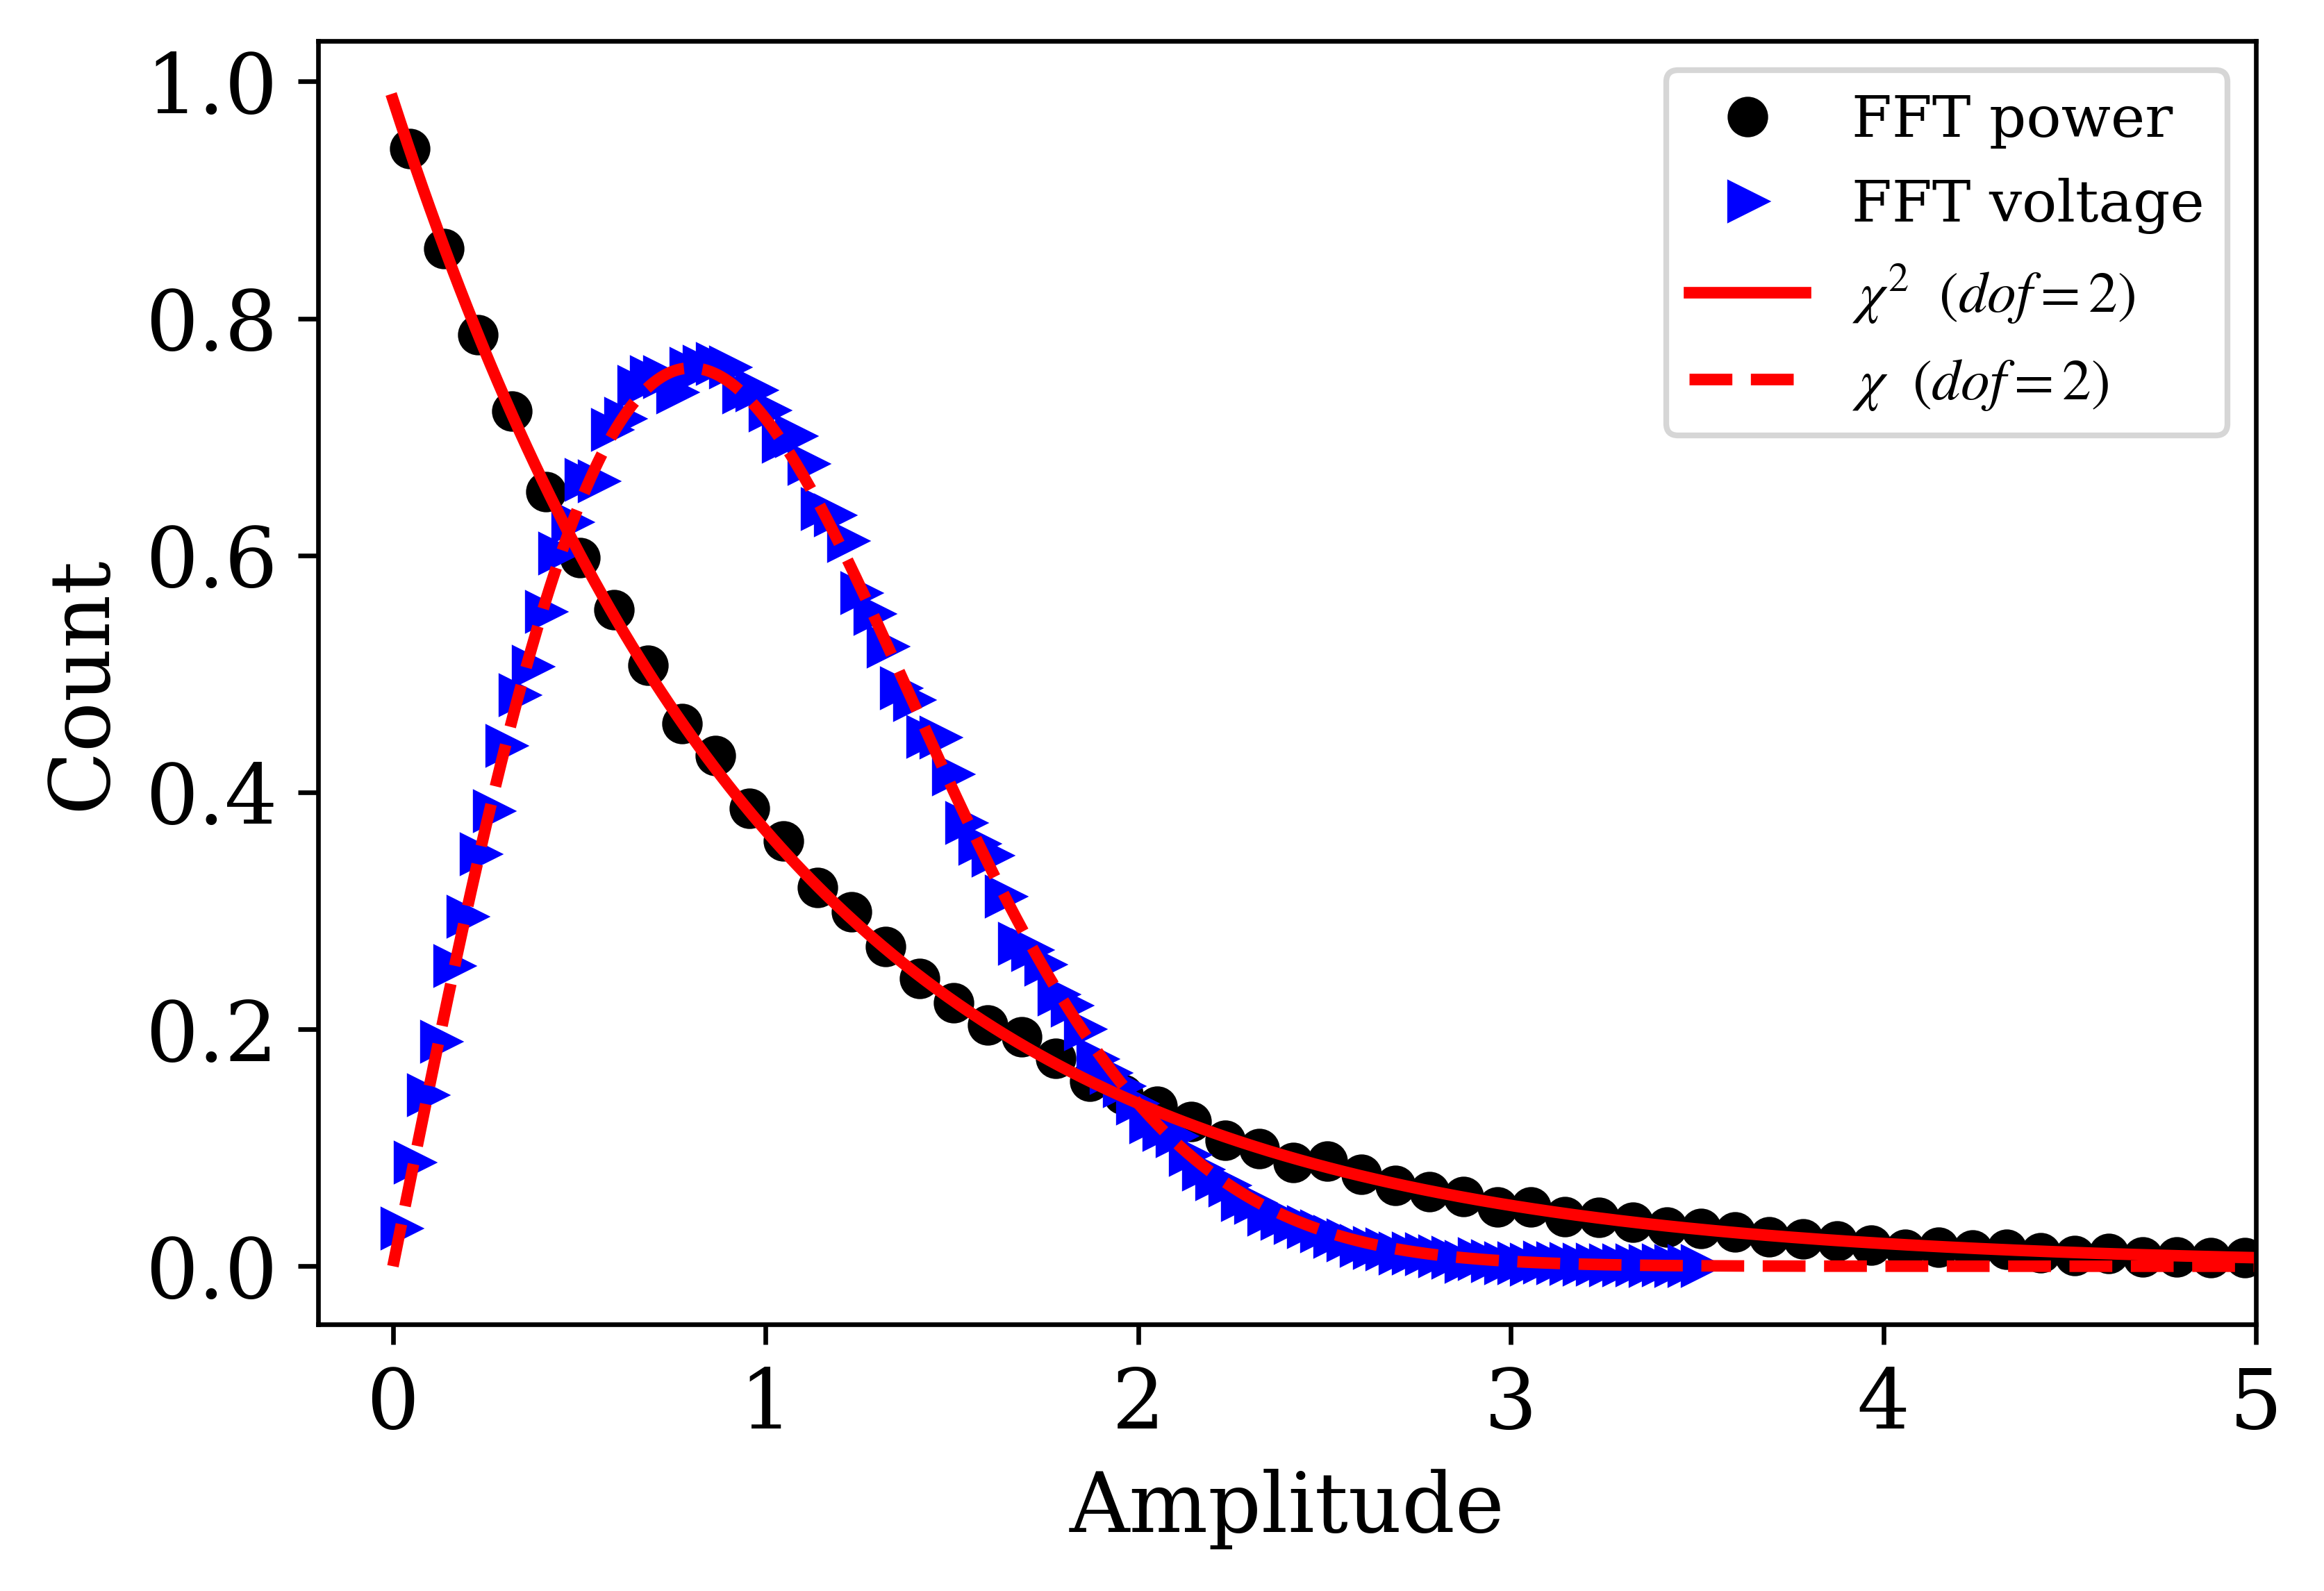 1.0
0.8
0.6
0.4
0.2
0.0
Count
FFT power
FFT voltage
χ² (dof=2)
χ (dof=2)
0 1 2 3 4 5
Amplitude